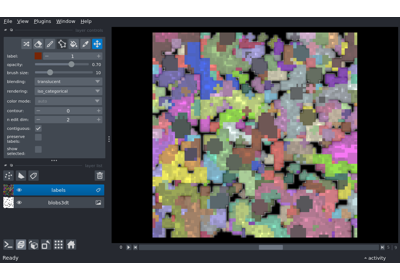 File View Plugins Window Help
label: 1
opacity: 0.70
brush size: 10
blending: translucent
rendering: iso_categorical
color mode:
contour: 0
n edit dim: 2
contiguous:
preserve labels:
show selected:
labels
blobs3dt
Ready
activity